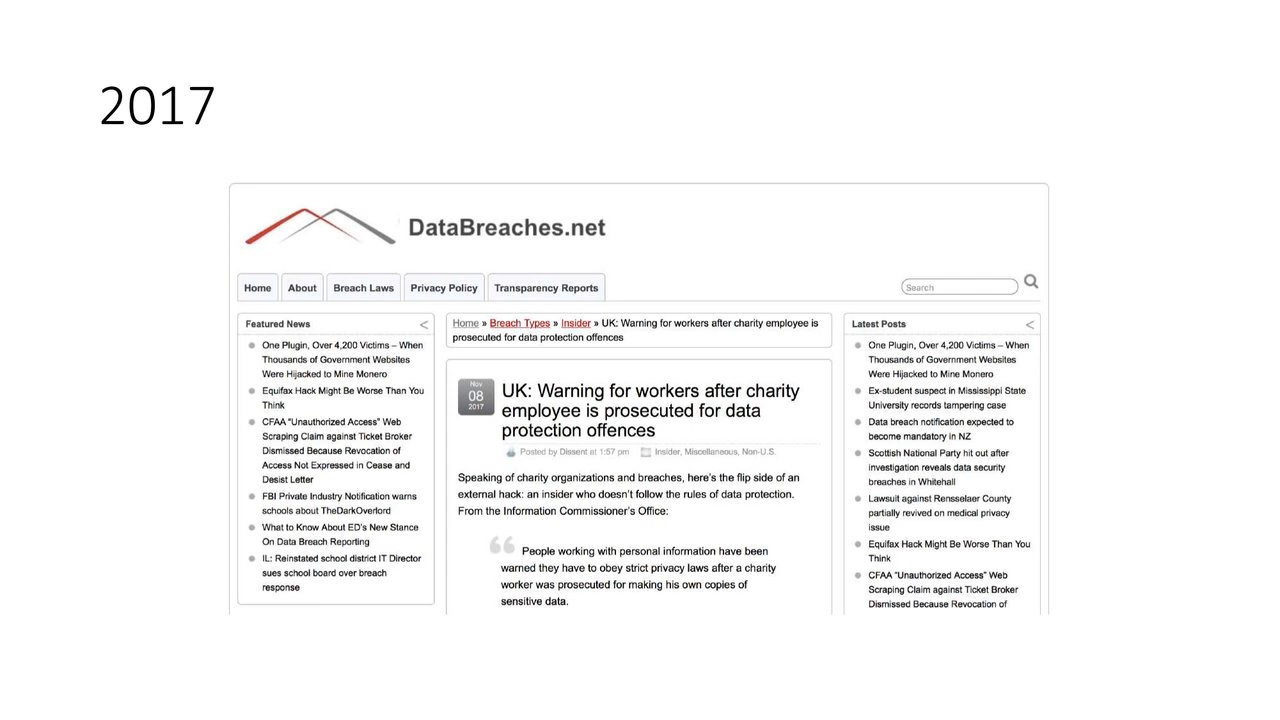 2017
DataBreaches.net
Home
About
Breach Laws
Privacy Policy
Transparency Reports
Search
Featured News
<
One Plugin, Over 4,200 Victims – When
Thousands of Government Websites
Were Hijacked to Mine Monero
Equifax Hack Might Be Worse Than You
Think
CFAA "Unauthorized Access" Web
Scraping Claim against Ticket Broker
Dismissed Because Revocation of
Access Not Expressed in Cease and
Desist Letter
FBI Private Industry Notification warns
schools about TheDarkOverlord
What to Know About ED's New Stance
On Data Breach Reporting
IL: Reinstated school district IT Director
sues school board over breach
response
Home » Breach Types » Insider » UK: Warning for workers after charity employee is
prosecuted for data protection offences
Nov
08
2017
UK: Warning for workers after charity
employee is prosecuted for data
protection offences
Posted by Dissent at 1:57 pm
Insider, Miscellaneous, Non-U.S.
Speaking of charity organizations and breaches, here's the flip side of an
external hack: an insider who doesn't follow the rules of data protection.
From the Information Commissioner's Office:
“ People working with personal information have been
warned they have to obey strict privacy laws after a charity
worker was prosecuted for making his own copies of
sensitive data.
Latest Posts
<
One Plugin, Over 4,200 Victims – When
Thousands of Government Websites
Were Hijacked to Mine Monero
Ex-student suspect in Mississippi State
University records tampering case
Data breach notification expected to
become mandatory in NZ
Scottish National Party hit out after
investigation reveals data security
breaches in Whitehall
Lawsuit against Rensselaer County
partially revived on medical privacy
issue
Equifax Hack Might Be Worse Than You
Think
CFAA "Unauthorized Access" Web
Scraping Claim against Ticket Broker
Dismissed Because Revocation of